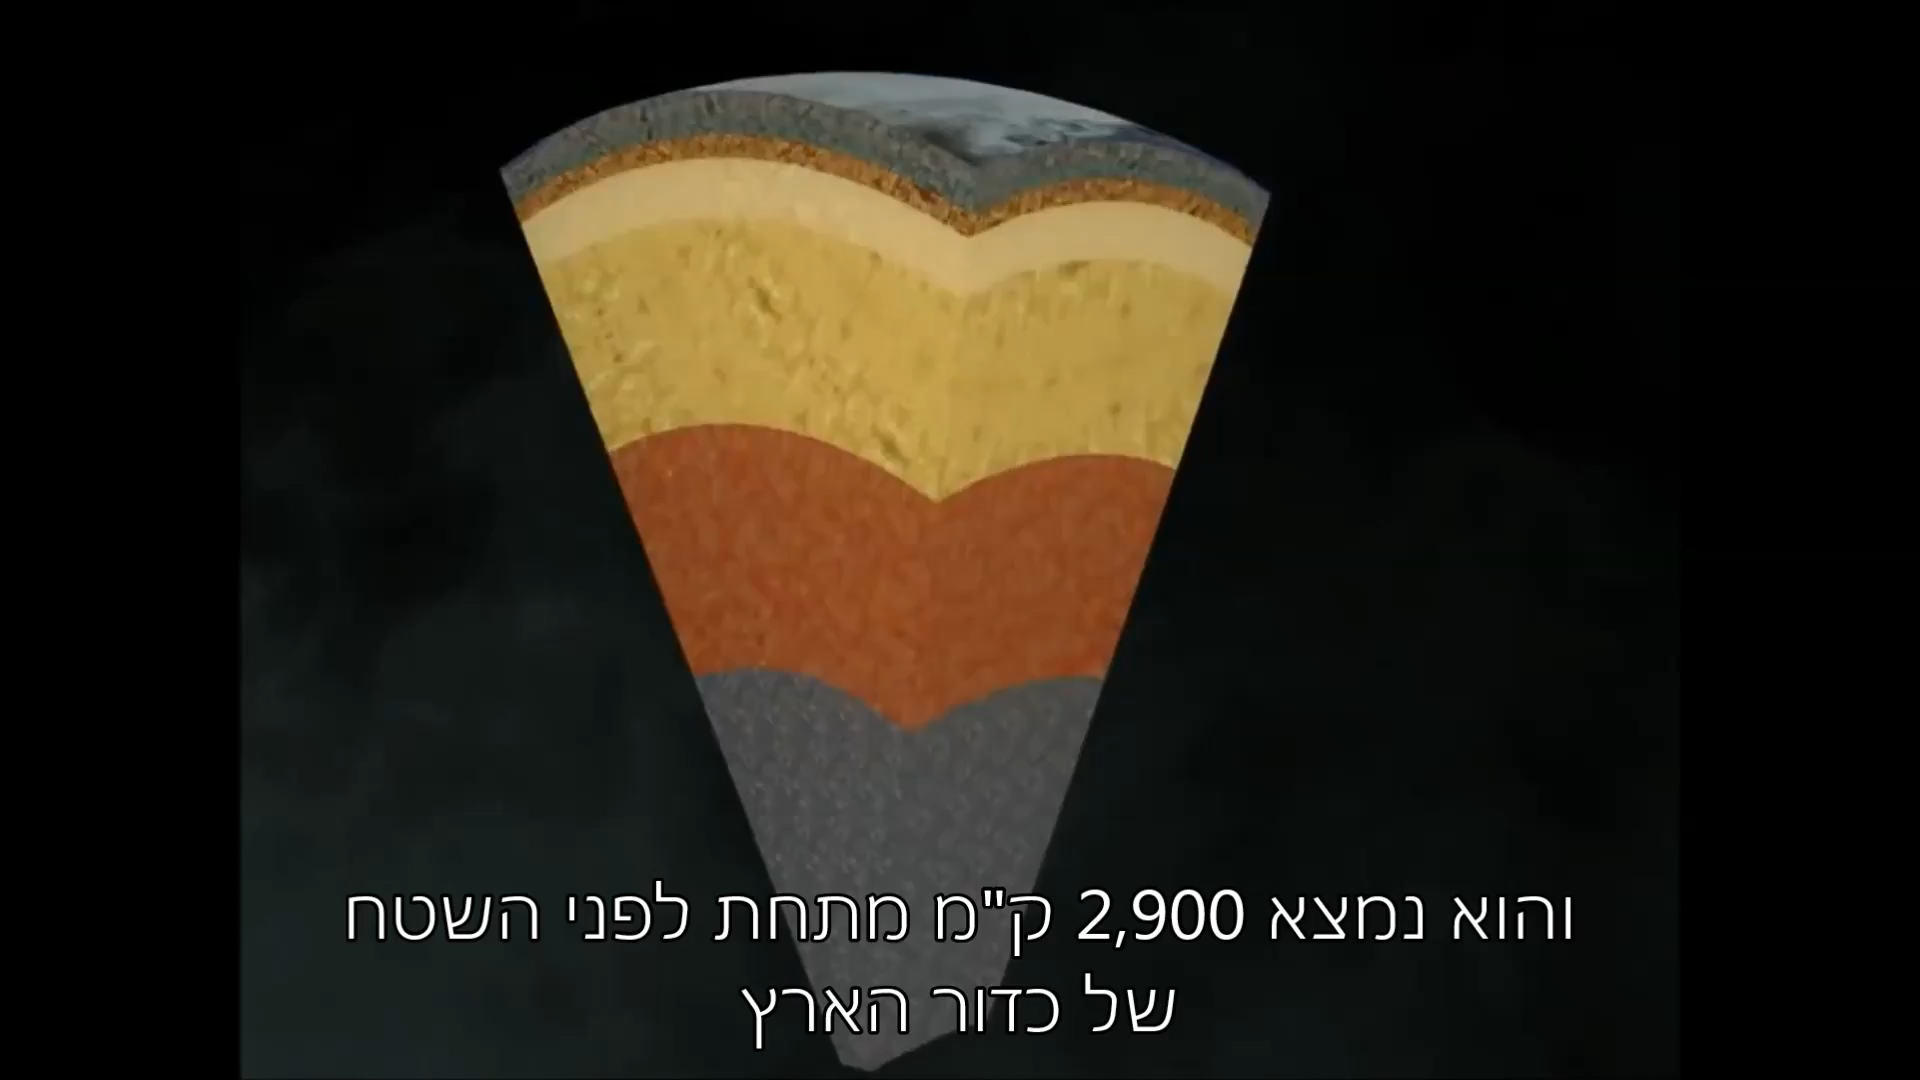 והוא נמצא 2,900 ק"מ מתחת לפני השטח
של כדור הארץ